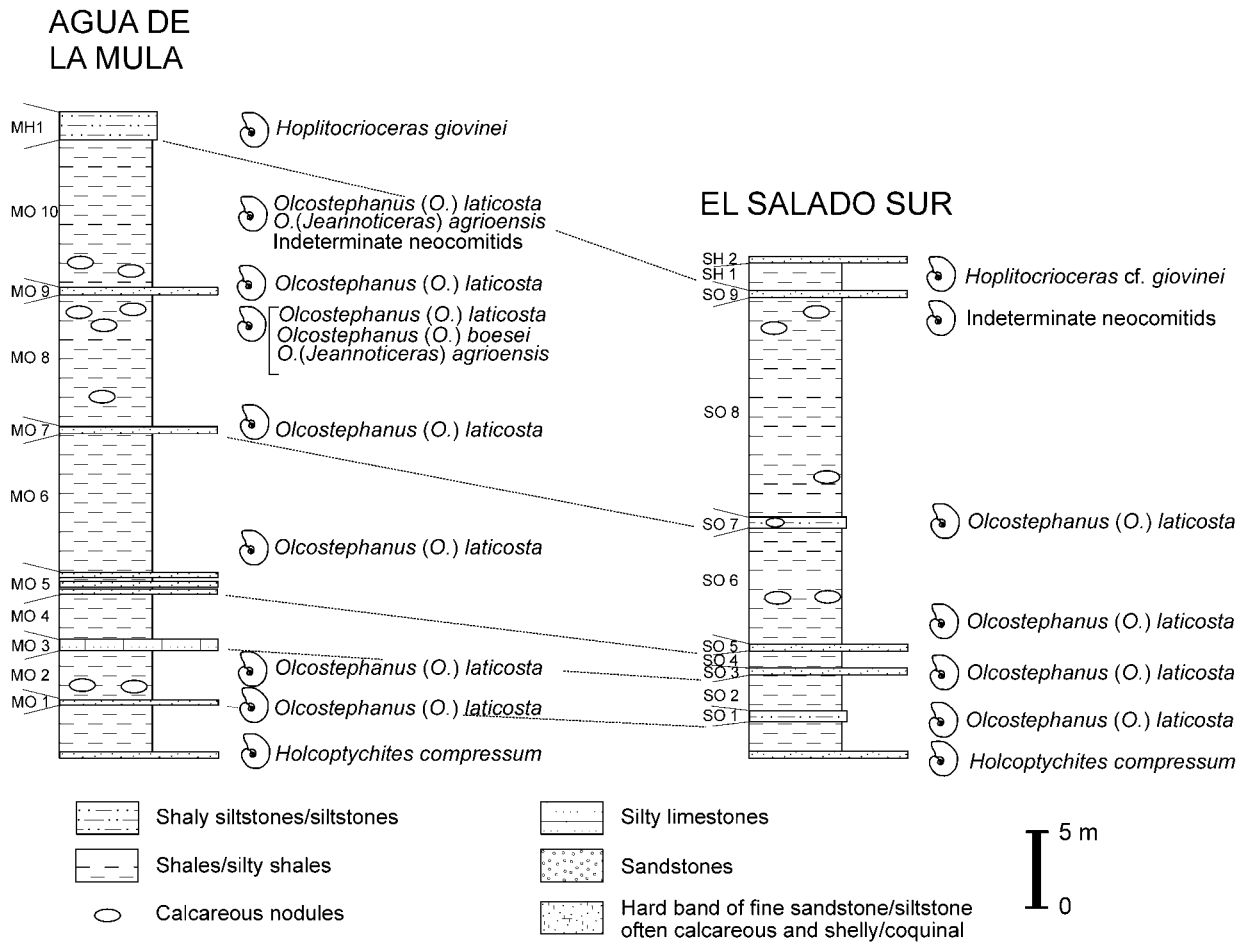 AGUA DE
LA MULA
MH1
Hoplitocrioceras giovinei
MO 10
Olcostephanus (O.) laticosta
O.(Jeannoticeras) agrioensis
Indeterminate neocomitids
MO 9
Olcostephanus (O.) laticosta
MO 8
Olcostephanus (O.) laticosta
Olcostephanus (O.) boesei
O.(Jeannoticeras) agrioensis
MO 7
Olcostephanus (O.) laticosta
MO 6
Olcostephanus (O.) laticosta
MO 5
MO 4
MO 3
MO 2
Olcostephanus (O.) laticosta
MO 1
Olcostephanus (O.) laticosta
Holcoptychites compressum
EL SALADO SUR
SH 2
SH 1
Hoplitocrioceras cf. giovinei
SO 9
Indeterminate neocomitids
SO 8
SO 7
Olcostephanus (O.) laticosta
SO 6
Olcostephanus (O.) laticosta
SO 5
SO 4
SO 3
Olcostephanus (O.) laticosta
SO 2
SO 1
Olcostephanus (O.) laticosta
Holcoptychites compressum
Shaly siltstones/siltstones
Shales/silty shales
Calcareous nodules
Silty limestones
Sandstones
Hard band of fine sandstone/siltstone
often calcareous and shelly/coquinal
5 m
0